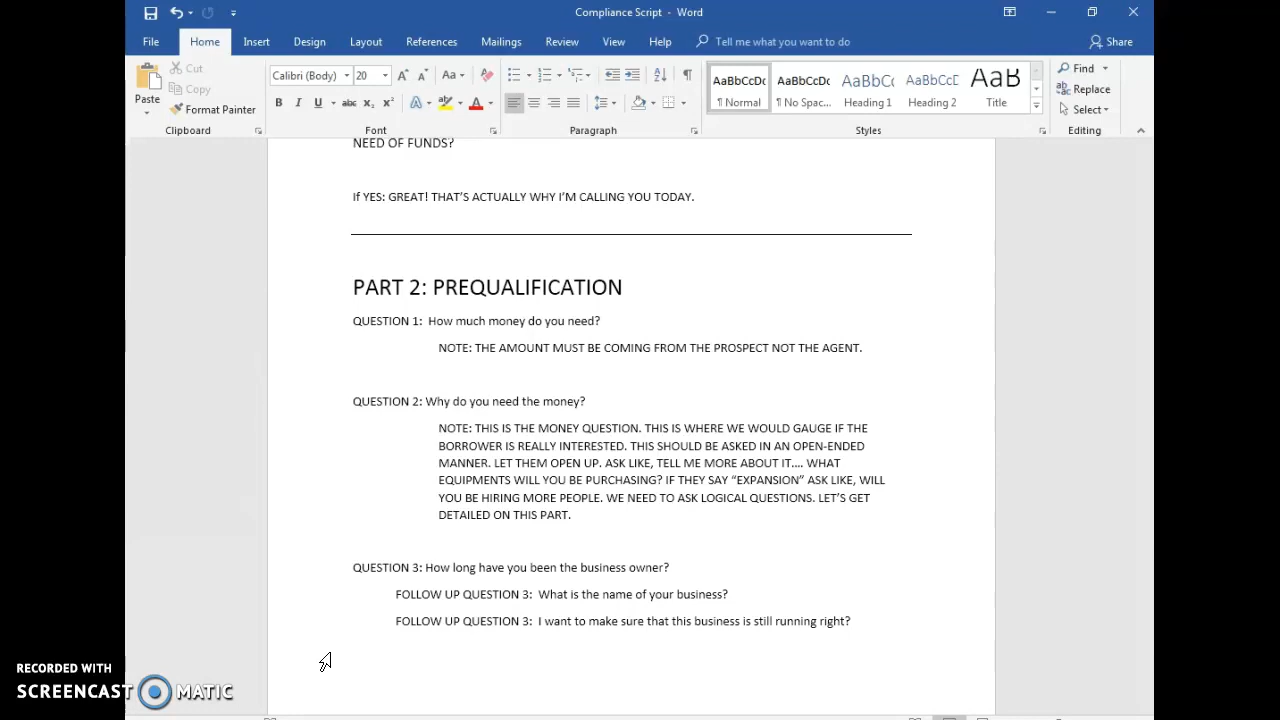 Compliance Script - Word
File Home Insert Design Layout References Mailings Review View Help Tell me what you want to do Share
Paste
Cut
Copy
Format Painter
Clipboard
Calibri (Body) 20
Font
Paragraph
AaBbCcDc AaBbCcDc AaBbCc AaBbCcD AaB
¶ Normal ¶ No Spac... Heading 1 Heading 2 Title
Styles
Find
Replace
Select
Editing
NEED OF FUNDS?
If YES: GREAT! THAT'S ACTUALLY WHY I'M CALLING YOU TODAY.
PART 2: PREQUALIFICATION
QUESTION 1: How much money do you need?
NOTE: THE AMOUNT MUST BE COMING FROM THE PROSPECT NOT THE AGENT.
QUESTION 2: Why do you need the money?
NOTE: THIS IS THE MONEY QUESTION. THIS IS WHERE WE WOULD GAUGE IF THE
BORROWER IS REALLY INTERESTED. THIS SHOULD BE ASKED IN AN OPEN-ENDED
MANNER. LET THEM OPEN UP. ASK LIKE, TELL ME MORE ABOUT IT.... WHAT
EQUIPMENTS WILL YOU BE PURCHASING? IF THEY SAY “EXPANSION” ASK LIKE, WILL
YOU BE HIRING MORE PEOPLE. WE NEED TO ASK LOGICAL QUESTIONS. LET'S GET
DETAILED ON THIS PART.
QUESTION 3: How long have you been the business owner?
FOLLOW UP QUESTION 3: What is the name of your business?
FOLLOW UP QUESTION 3: I want to make sure that this business is still running right?
RECORDED WITH
SCREENCAST MATIC